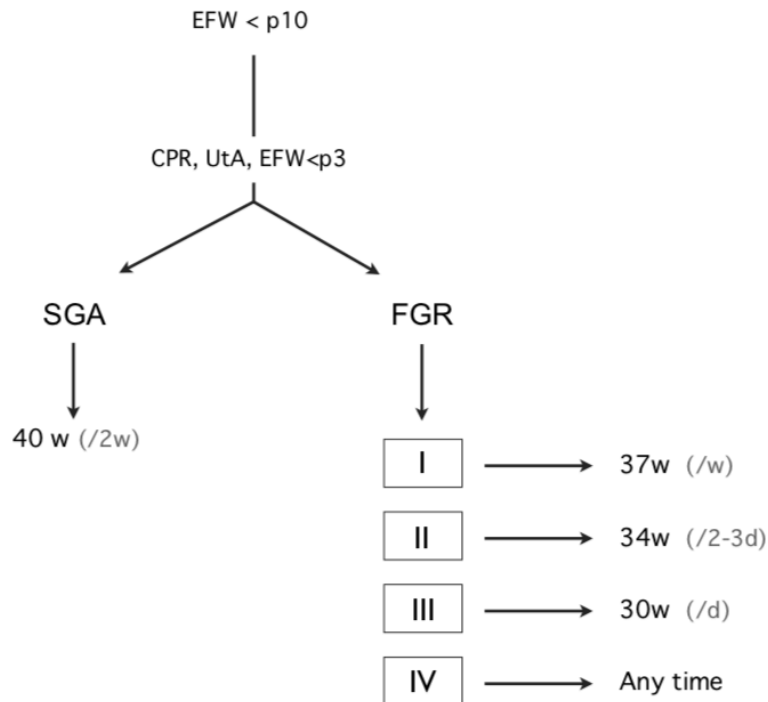 EFW < p10
CPR, UtA, EFW<p3
SGA
FGR
40 w (/2w)
I
37w (/w)
II
34w (/2-3d)
III
30w (/d)
IV
Any time